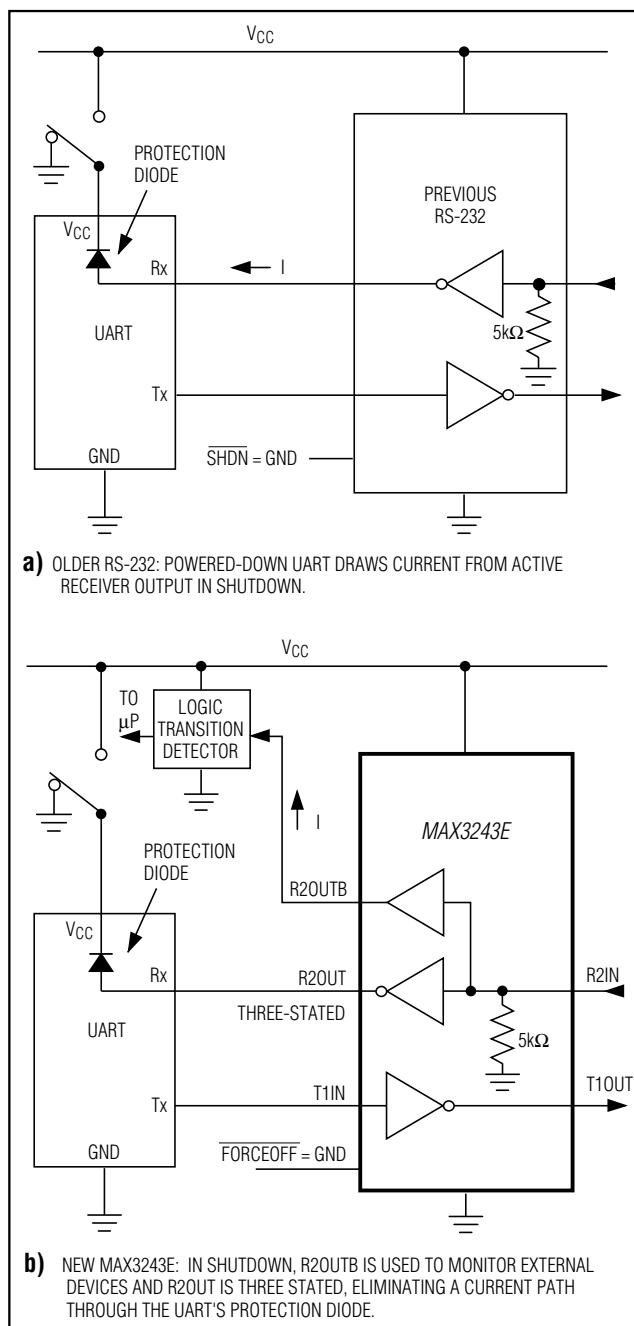 VCC
PROTECTION
DIODE
VCC
Rx
I
PREVIOUS
RS-232
UART
5kΩ
Tx
GND
SHDN = GND
a) OLDER RS-232: POWERED-DOWN UART DRAWS CURRENT FROM ACTIVE
RECEIVER OUTPUT IN SHUTDOWN.
VCC
TO
μP
LOGIC
TRANSITION
DETECTOR
I
MAX3243E
PROTECTION
DIODE
R2OUTB
VCC
Rx
R2OUT
R2IN
THREE-STATED
UART
5kΩ
T1IN
T1OUT
Tx
GND
FORCEOFF = GND
b) NEW MAX3243E: IN SHUTDOWN, R2OUTB IS USED TO MONITOR EXTERNAL
DEVICES AND R2OUT IS THREE STATED, ELIMINATING A CURRENT PATH
THROUGH THE UART'S PROTECTION DIODE.